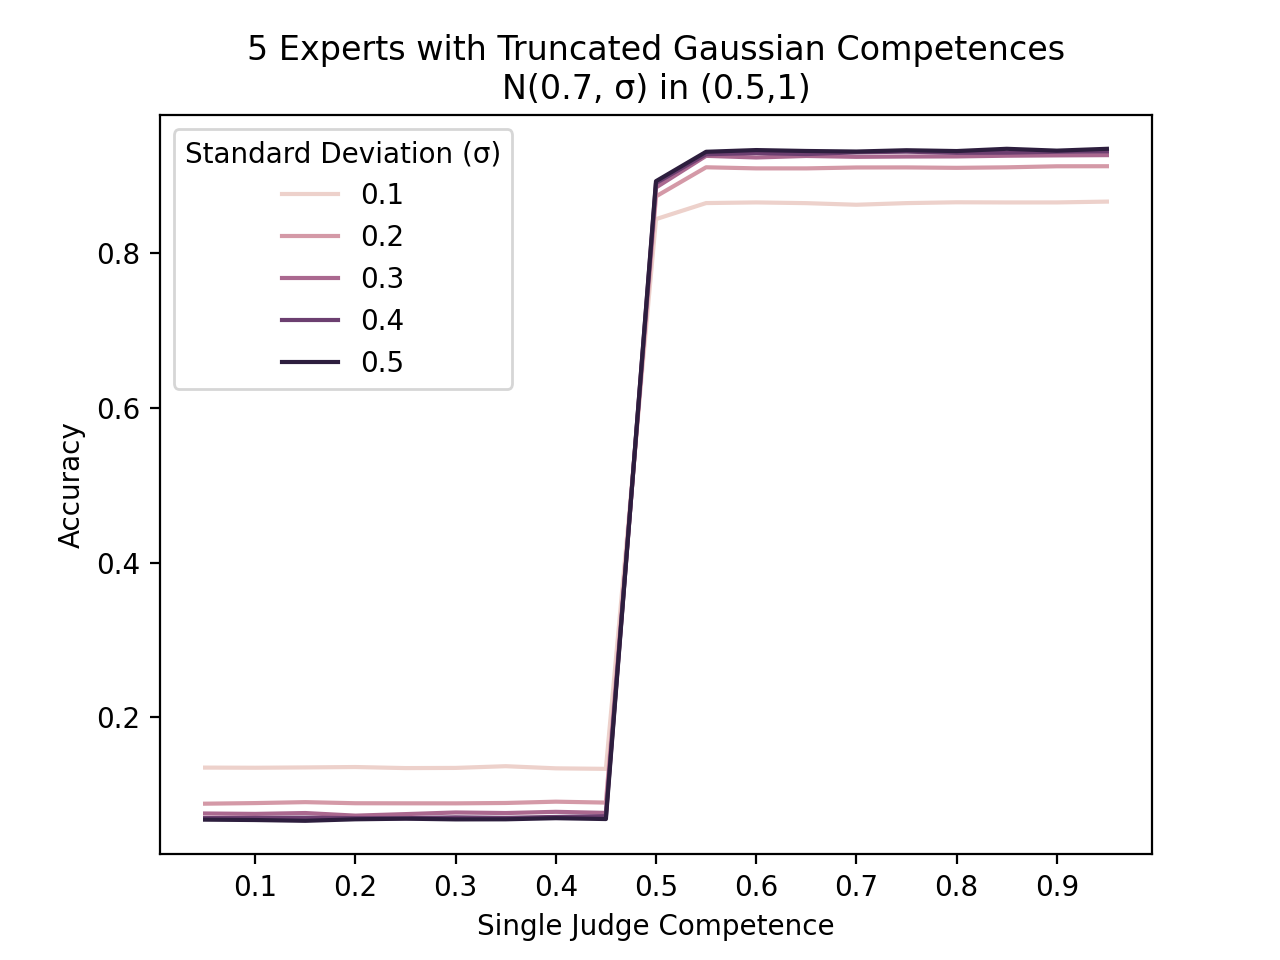 5 Experts with Truncated Gaussian Competences
N(0.7, σ) in (0.5,1)
Standard Deviation (σ)
0.1
0.2
0.3
0.4
0.5
Accuracy
0.8
0.6
0.4
0.2
0.1 0.2 0.3 0.4 0.5 0.6 0.7 0.8 0.9
Single Judge Competence